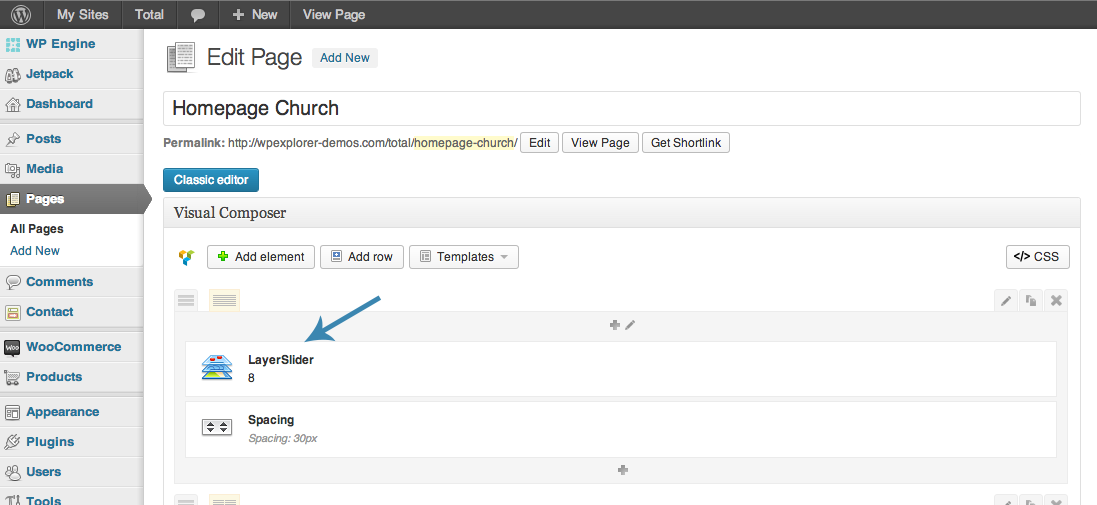 My Sites Total New View Page
WP Engine
Jetpack
Dashboard
Posts
Media
Pages
All Pages
Add New
Comments
Contact
WooCommerce
Products
Appearance
Plugins
Users
Tools
Edit Page Add New
Homepage Church
Permalink: http://wpexplorer-demos.com/total/homepage-church/ Edit View Page Get Shortlink
Classic editor
Visual Composer
Add element Add row Templates </> CSS
LayerSlider
8
Spacing
Spacing: 30px